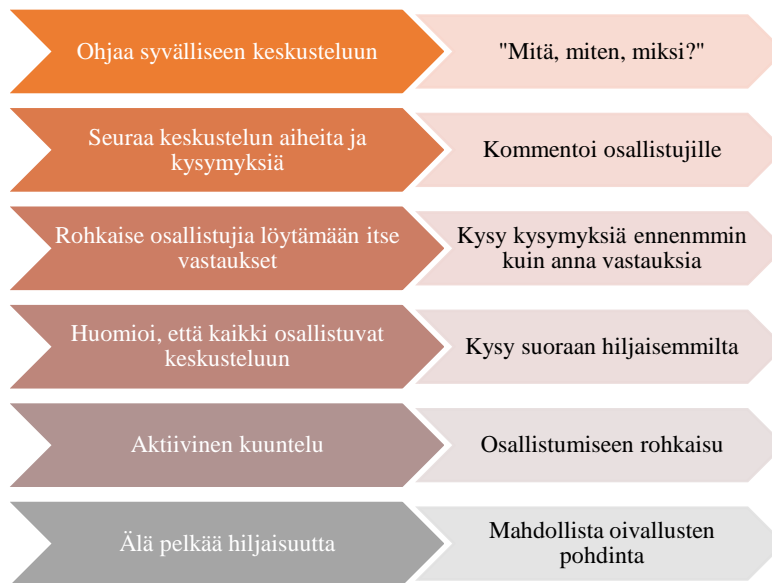 Ohjaa syvälliseen keskusteluun
"Mitä, miten, miksi?"
Seuraa keskustelun aiheita ja
kysymyksiä
Kommentoi osallistujille
Rohkaise osallistujia löytämään itse
vastaukset
Kysy kysymyksiä ennenmmin
kuin anna vastauksia
Huomioi, että kaikki osallistuvat
keskusteluun
Kysy suoraan hiljaisemmilta
Aktiivinen kuuntelu
Osallistumiseen rohkaisu
Älä pelkää hiljaisuutta
Mahdollista oivallusten
pohdinta